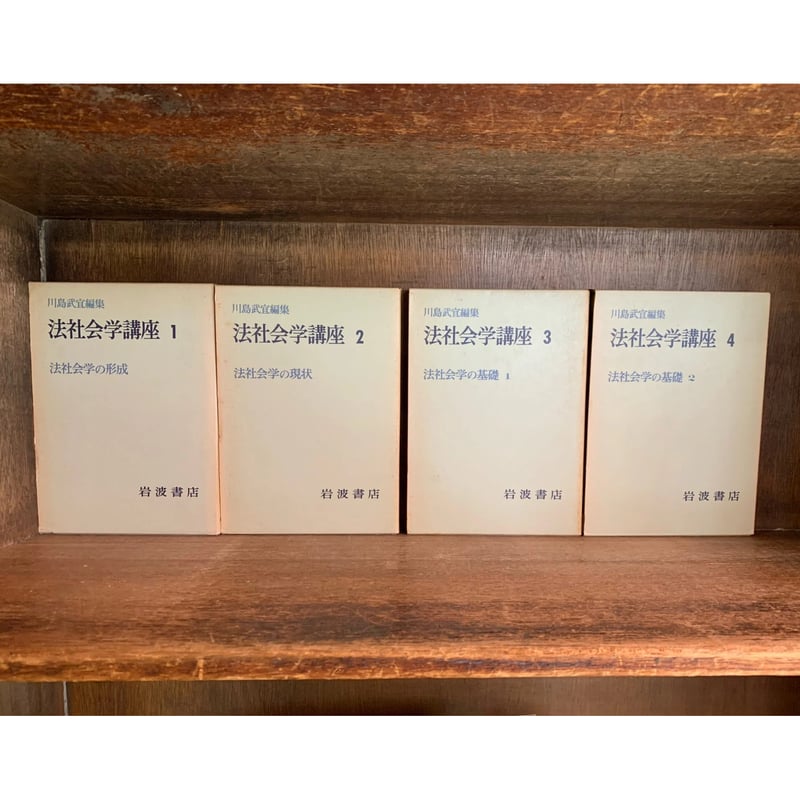 川島武宜編集
法社会学講座 1
法社会学の形成
岩波書店
川島武宜編集
法社会学講座 2
法社会学の現状
岩波書店
川島武宜編集
法社会学講座 3
法社会学の基礎 1
岩波書店
川島武宜編集
法社会学講座 4
法社会学の基礎 2
岩波書店